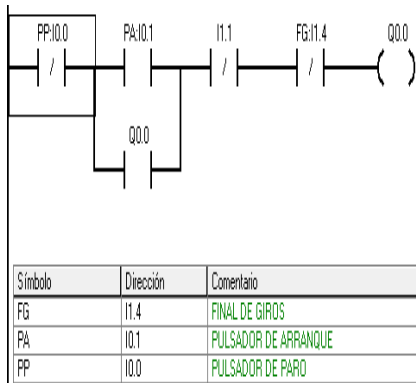 PP:I0.0 PA:I0.1 I1.1 FG:I1.4 Q0.0
/ / /
Q0.0
Símbolo Dirección Comentario
FG I1.4 FINAL DE GIROS
PA I0.1 PULSADOR DE ARRANQUE
PP I0.0 PULSADOR DE PARO